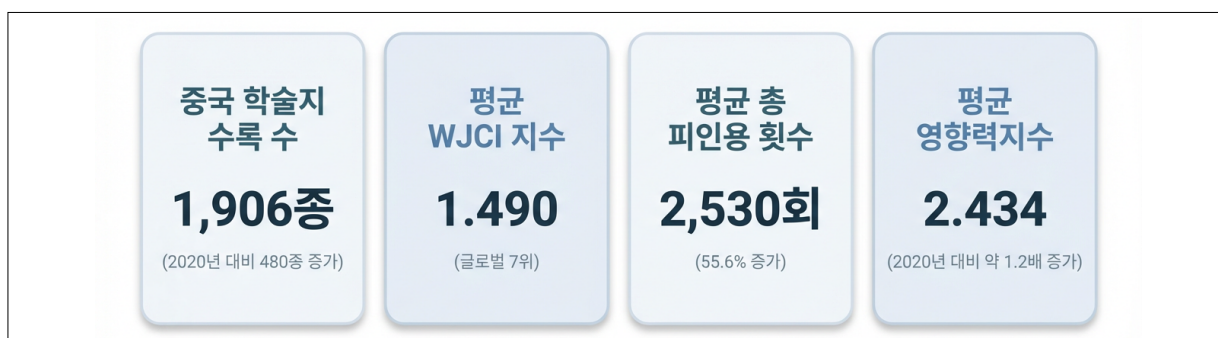 중국 학술지
수록 수
1,906종
(2020년 대비 480종 증가)
평균
WJCI 지수
1.490
(글로벌 7위)
평균 총
피인용 횟수
2,530회
(55.6% 증가)
평균
영향력지수
2.434
(2020년 대비 약 1.2배 증가)